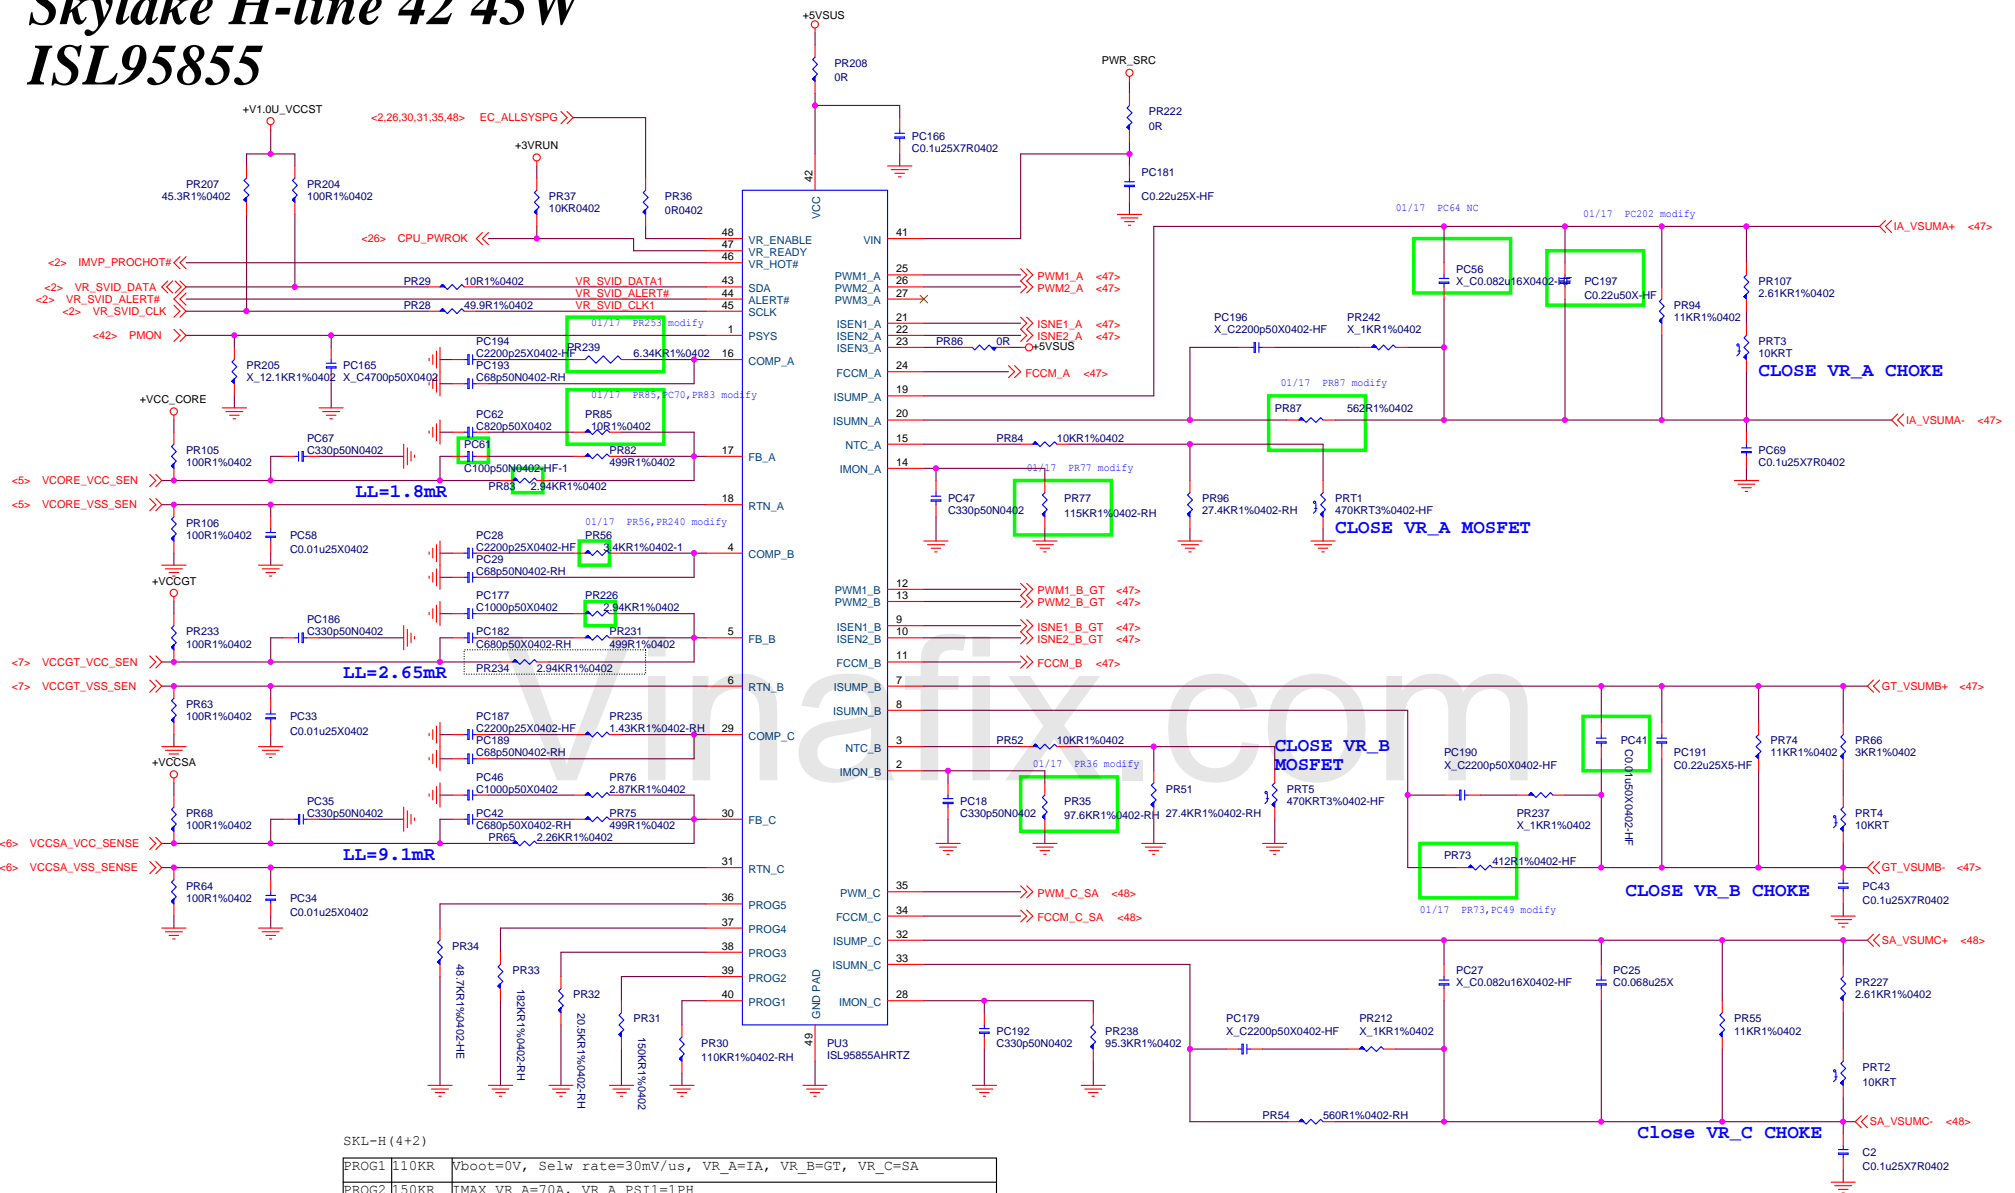 Skylake H-line 42 45W
ISL95855
+5VSUS
PR208
0R
PWR_SRC
PR222
0R
+V1.0U_VCCST
<2,26,30,31,35,48> EC_ALLSYSPG
+3VRUN
PC166
C0.1u25X7R0402
PC181
C0.22u25X-HF
PR207
45.3R1%0402
PR204
100R1%0402
PR37
10KR0402
PR36
0R0402
42
VCC
<26> CPU_PWROK
<2> IMVP_PROCHOT#
<2> VR_SVID_DATA
<2> VR_SVID_ALERT#
<2> VR_SVID_CLK
<42> PMON
PR29 10R1%0402
PR28 49.9R1%0402
VR_SVID_DATA1
VR_SVID_ALERT#
VR_SVID_CLK1
48 VR_ENABLE
47 VR_READY
46 VR_HOT#
43 SDA
44 ALERT#
45 SCLK
1 PSYS
16 COMP_A
17 FB_A
18 RTN_A
4 COMP_B
5 FB_B
6 RTN_B
29 COMP_C
30 FB_C
31 RTN_C
36 PROG5
37 PROG4
38 PROG3
39 PROG2
40 PROG1
01/17 PR253 modify
PC194
C2200p25X0402-HF
PR239
6.34KR1%0402
PC193
C68p50N0402-RH
PR205
X_12.1KR1%0402
PC165
X_C4700p50X0402
01/17 PR85,PC70,PR83 modify
+VCC_CORE
PC62
C820p50X0402
PR85
10R1%0402
PC67
C330p50N0402
PC61
C100p50N0402-HF-1
PR82
499R1%0402
PR83 2.94KR1%0402
PR105
100R1%0402
<5> VCORE_VCC_SEN
LL=1.8mR
<5> VCORE_VSS_SEN
PR106
100R1%0402
PC58
C0.01u25X0402
01/17 PR56,PR240 modify
PC28
C2200p25X0402-HF
PR56
3.4KR1%0402-1
PC29
C68p50N0402-RH
+VCCGT
PC177
C1000p50X0402
PR226
2.94KR1%0402
PC186
C330p50N0402
PC182
C680p50X0402-RH
PR231
499R1%0402
PR233
100R1%0402
<7> VCCGT_VCC_SEN
PR234 2.94KR1%0402
LL=2.65mR
<7> VCCGT_VSS_SEN
PR63
100R1%0402
PC33
C0.01u25X0402
PC187
C2200p25X0402-HF
PR235
1.43KR1%0402-RH
PC189
C68p50N0402-RH
+VCCSA
PC46
C1000p50X0402
PR76
2.87KR1%0402
PC35
C330p50N0402
PC42
C680p50X0402-RH
PR75
499R1%0402
PR65 2.26KR1%0402
PR68
100R1%0402
<6> VCCSA_VCC_SENSE
LL=9.1mR
<6> VCCSA_VSS_SENSE
PR64
100R1%0402
PC34
C0.01u25X0402
PR34
48.7KR1%0402-HE
PR33
182KR1%0402-RH
PR32
20.5KR1%0402-RH
PR31
150KR1%0402
PR30
110KR1%0402-RH
GND PAD
49
PU3
ISL95855AHRTZ
VIN 41
PWM1_A 25 PWM1_A <47>
PWM2_A 26 PWM2_A <47>
PWM3_A 27
ISEN1_A 21 ISNE1_A <47>
ISEN2_A 22 ISNE2_A <47>
ISEN3_A 23 PR86 0R +5VSUS
FCCM_A 24 FCCM_A <47>
ISUMP_A 19
ISUMN_A 20
NTC_A 15
IMON_A 14
PWM1_B 12 PWM1_B_GT <47>
PWM2_B 13 PWM2_B_GT <47>
ISEN1_B 9 ISNE1_B_GT <47>
ISEN2_B 10 ISNE2_B_GT <47>
FCCM_B 11 FCCM_B <47>
ISUMP_B 7
ISUMN_B 8
NTC_B 3
IMON_B 2
PWM_C 35 PWM_C_SA <48>
FCCM_C 34 FCCM_C_SA <48>
ISUMP_C 32
ISUMN_C 33
IMON_C 28
01/17 PC64 NC
01/17 PC202 modify
IA_VSUMA+ <47>
PC56
X_C0.082u16X0402-HF
PC197
C0.22u50X-HF
PR94
11KR1%0402
PR107
2.61KR1%0402
PC196
X_C2200p50X0402-HF
PR242
X_1KR1%0402
PRT3
10KRT
CLOSE VR_A CHOKE
01/17 PR87 modify
PR87 562R1%0402
IA_VSUMA- <47>
PC69
C0.1u25X7R0402
PR84 10KR1%0402
01/17 PR77 modify
PC47
C330p50N0402
PR77
115KR1%0402-RH
PR96
27.4KR1%0402-RH
PRT1
470KRT3%0402-HF
CLOSE VR_A MOSFET
GT_VSUMB+ <47>
PR52 10KR1%0402
CLOSE VR_B
MOSFET
01/17 PR36 modify
PC18
C330p50N0402
PR35
97.6KR1%0402-RH
PR51
27.4KR1%0402-RH
PRT5
470KRT3%0402-HF
PC190
X_C2200p50X0402-HF
PR237
X_1KR1%0402
PC41
C0.01u50X0402-HF
PC191
C0.22u25X5-HF
PR74
11KR1%0402
PR66
3KR1%0402
PRT4
10KRT
PR73 412R1%0402-HF
GT_VSUMB- <47>
CLOSE VR_B CHOKE
01/17 PR73,PC49 modify
PC43
C0.1u25X7R0402
SA_VSUMC+ <48>
PC27
X_C0.082u16X0402-HF
PC25
C0.068u25X
PR227
2.61KR1%0402
PC192
C330p50N0402
PR238
95.3KR1%0402
PC179
X_C2200p50X0402-HF
PR212
X_1KR1%0402
PR55
11KR1%0402
PRT2
10KRT
PR54 560R1%0402-RH
SA_VSUMC- <48>
Close VR_C CHOKE
C2
C0.1u25X7R0402
Vinafix.com
SKL-H(4+2)
PROG1 110KR Vboot=0V, Selw rate=30mV/us, VR_A=IA, VR_B=GT, VR_C=SA
PROG2 150KR IMAX VR_A=70A, VR_A PSI1=1PH